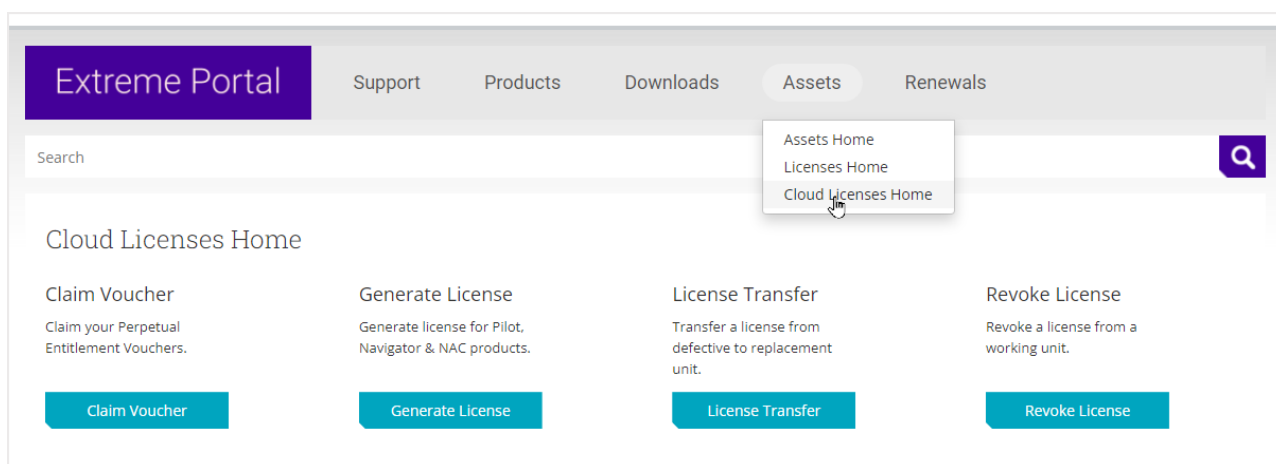 Extreme Portal Support Products Downloads Assets Renewals
Search
Assets Home
Licenses Home
Cloud Licenses Home
Cloud Licenses Home
Claim Voucher
Claim your Perpetual
Entitlement Vouchers.
Claim Voucher
Generate License
Generate license for Pilot,
Navigator & NAC products.
Generate License
License Transfer
Transfer a license from
defective to replacement
unit.
License Transfer
Revoke License
Revoke a license from a
working unit.
Revoke License